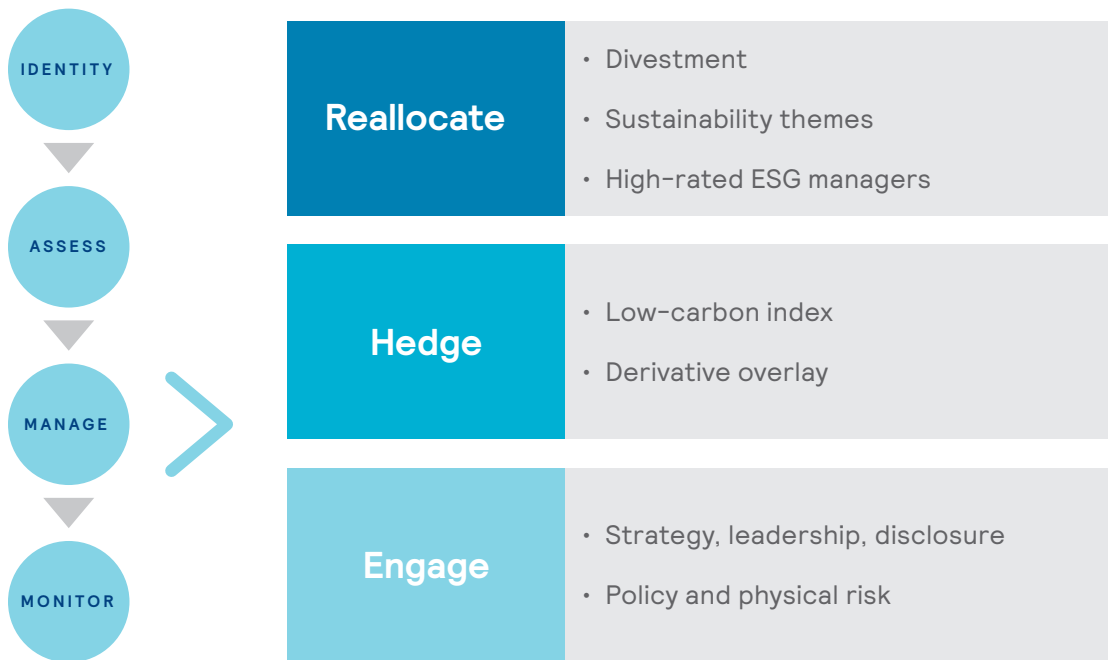 IDENTITY
ASSESS
MANAGE
MONITOR
Reallocate
• Divestment
• Sustainability themes
• High-rated ESG managers
Hedge
• Low-carbon index
• Derivative overlay
Engage
• Strategy, leadership, disclosure
• Policy and physical risk